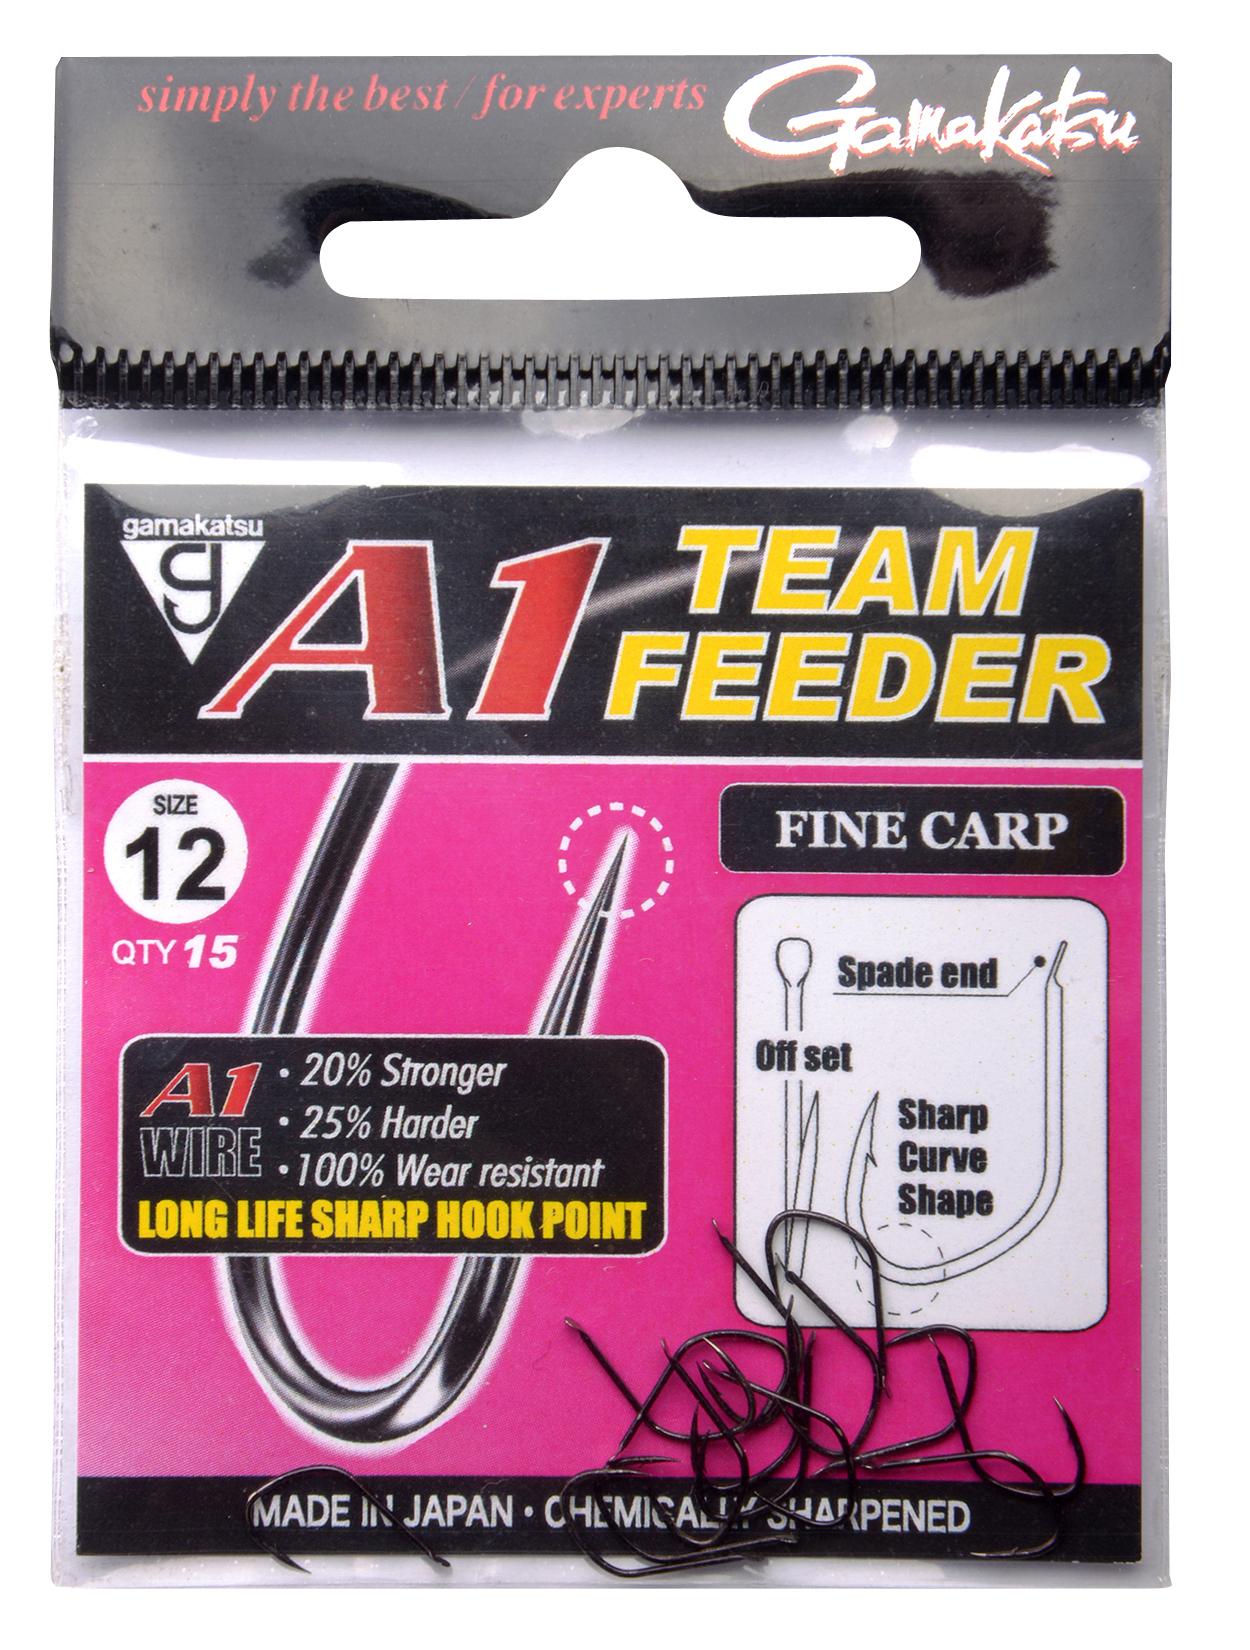 simply the best / for experts
Gamakatsu
gamakatsu
g
A1
TEAM
FEEDER
SIZE
12
QTY 15
FINE CARP
Spade end
Off set
Sharp
Curve
Shape
A1
WIRE
· 20% Stronger
· 25% Harder
· 100% Wear resistant
LONG LIFE SHARP HOOK POINT
MADE IN JAPAN · CHEMICALLY SHARPENED